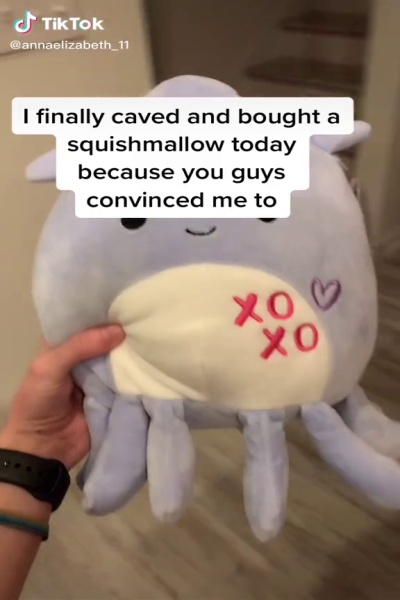 TikTok
@annaelizabeth_11
I finally caved and bought a
squishmallow today
because you guys
convinced me to
XO
XO